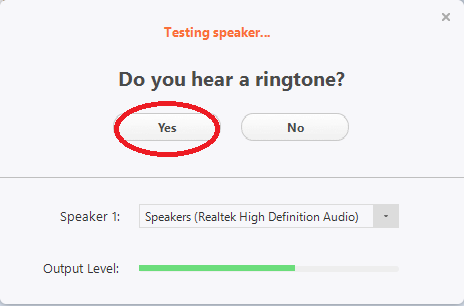 Testing speaker...
Do you hear a ringtone?
Yes No
Speaker 1: Speakers (Realtek High Definition Audio)
Output Level: